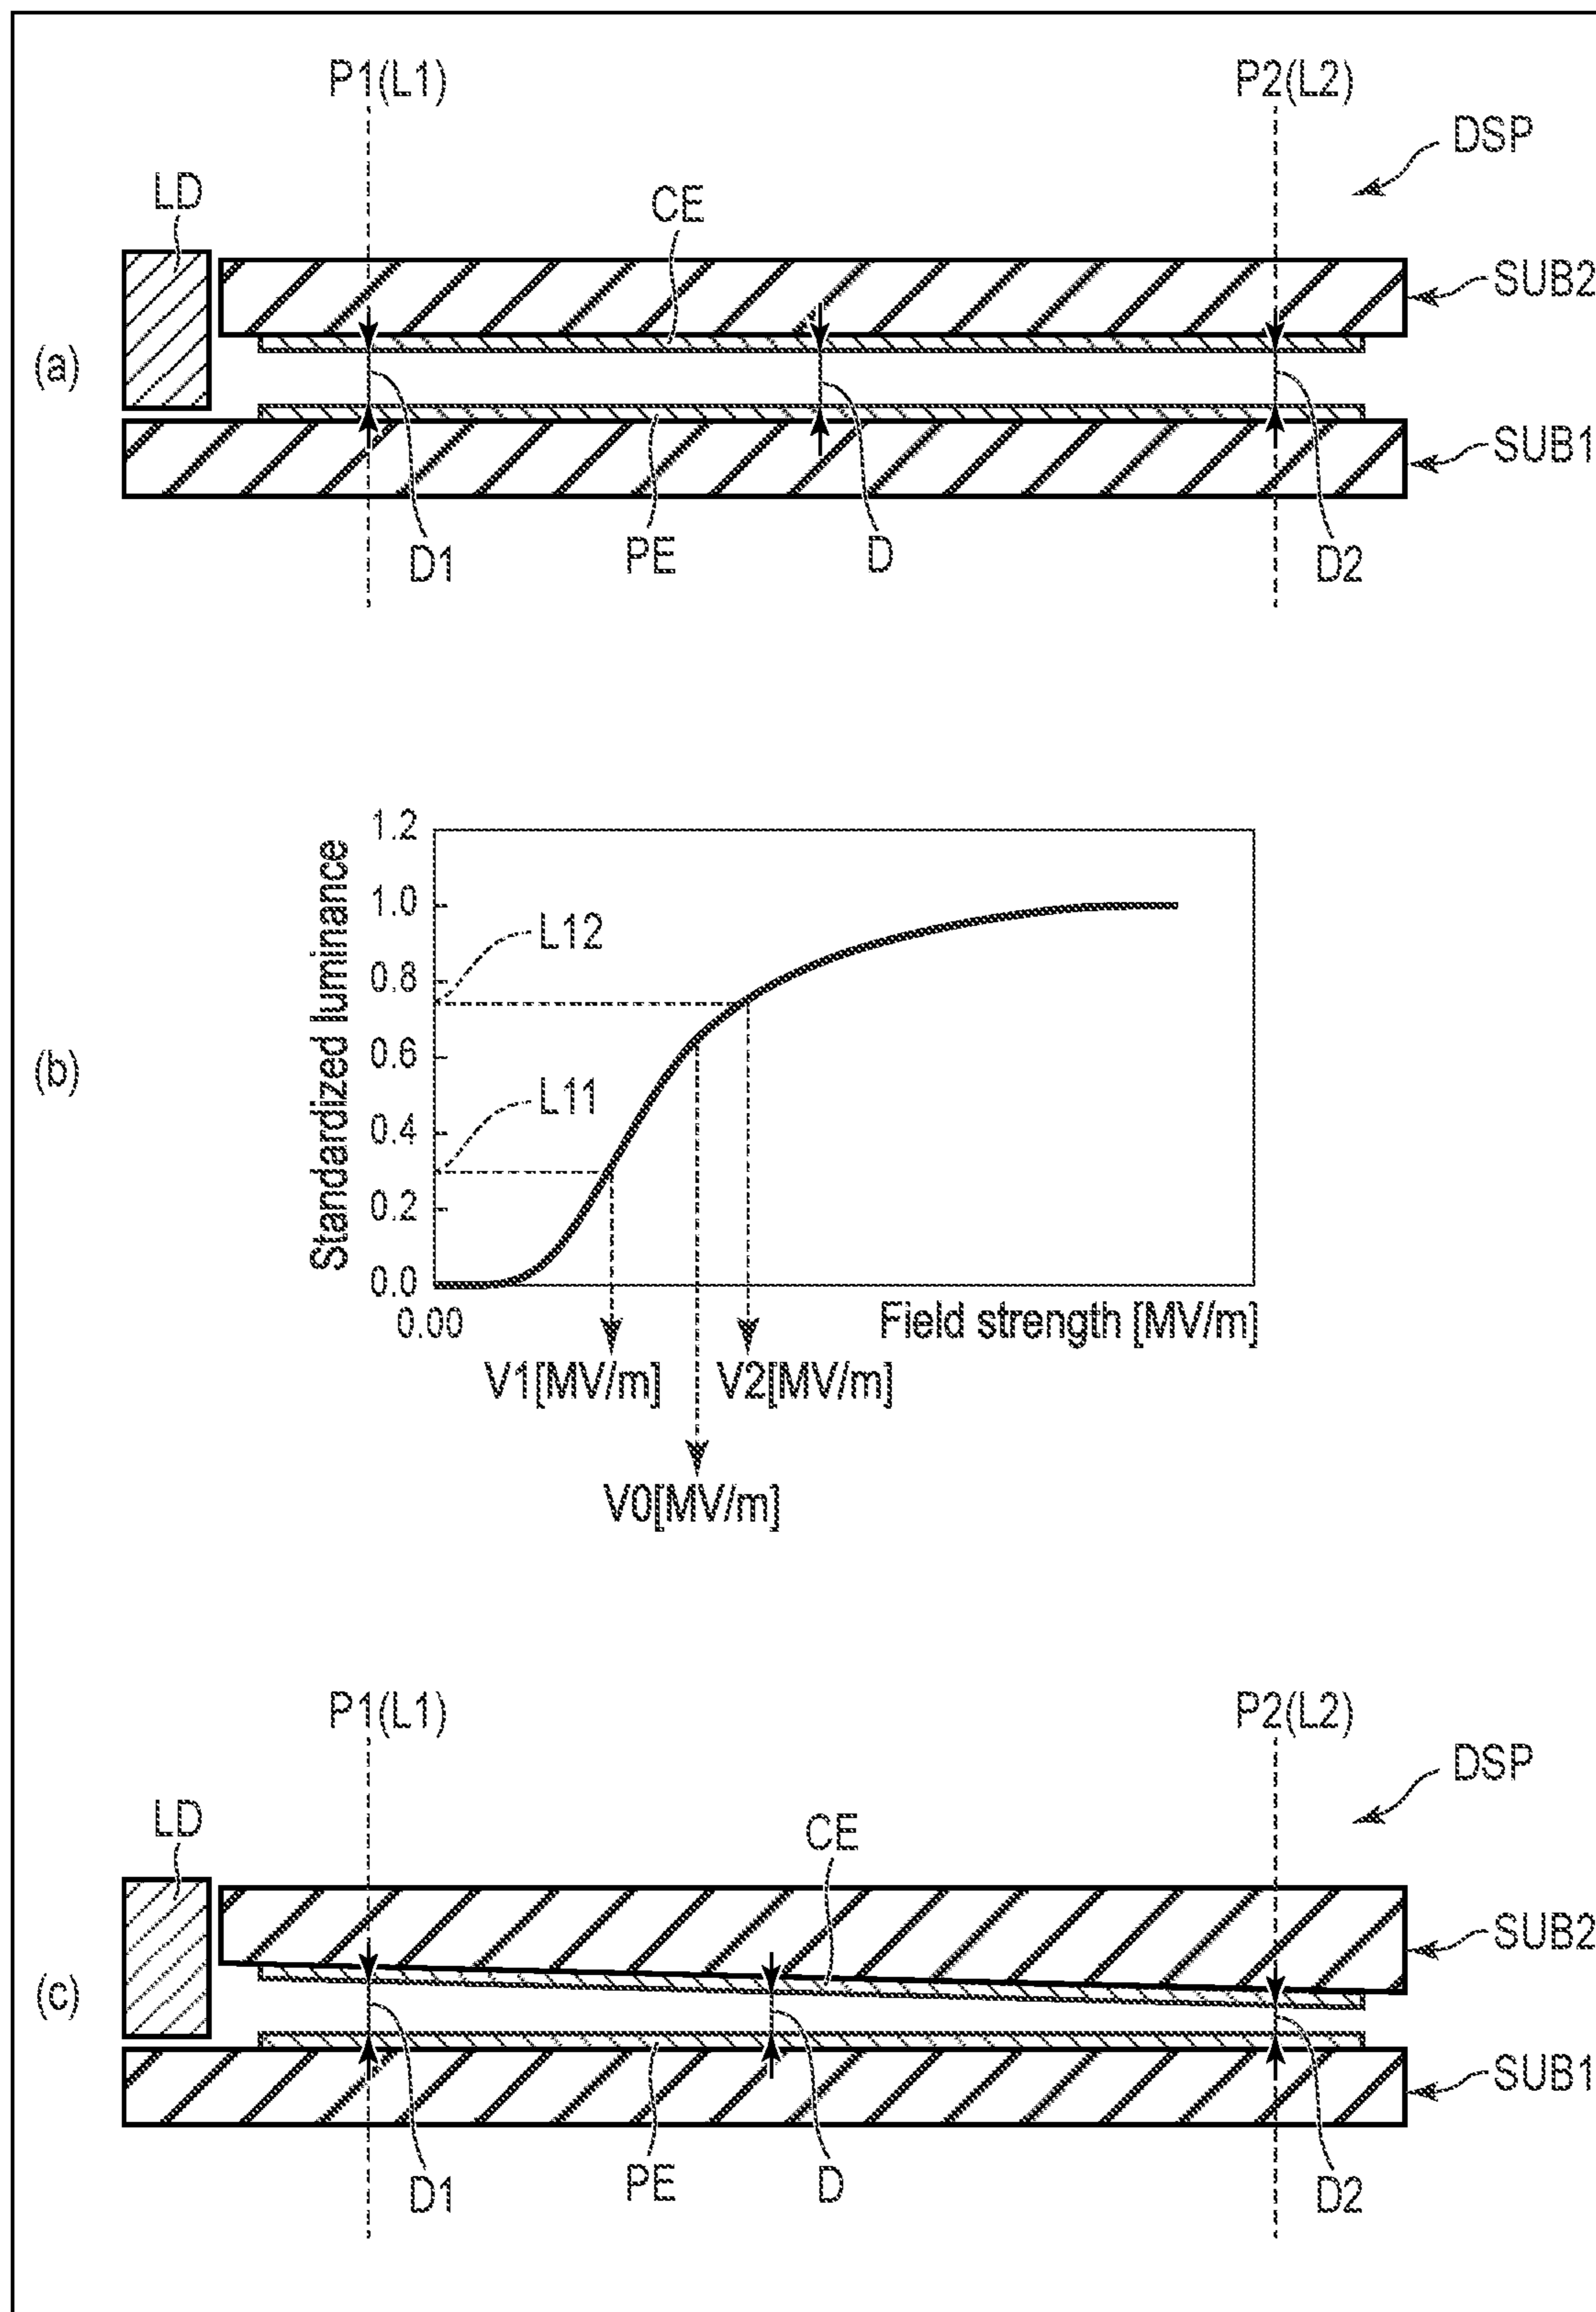 P1(L1)
P2(L2)
DSP
LD
CE
SUB2
(a)
SUB1
D1
PE
D
D2
1.2
1.0
L12
0.8
Standardized luminance
0.6
(b)
L11
0.4
0.2
0.0
0.00
Field strength [MV/m]
V1[MV/m]
V2[MV/m]
V0[MV/m]
P1(L1)
P2(L2)
DSP
LD
CE
SUB2
(c)
SUB1
D1
PE
D
D2